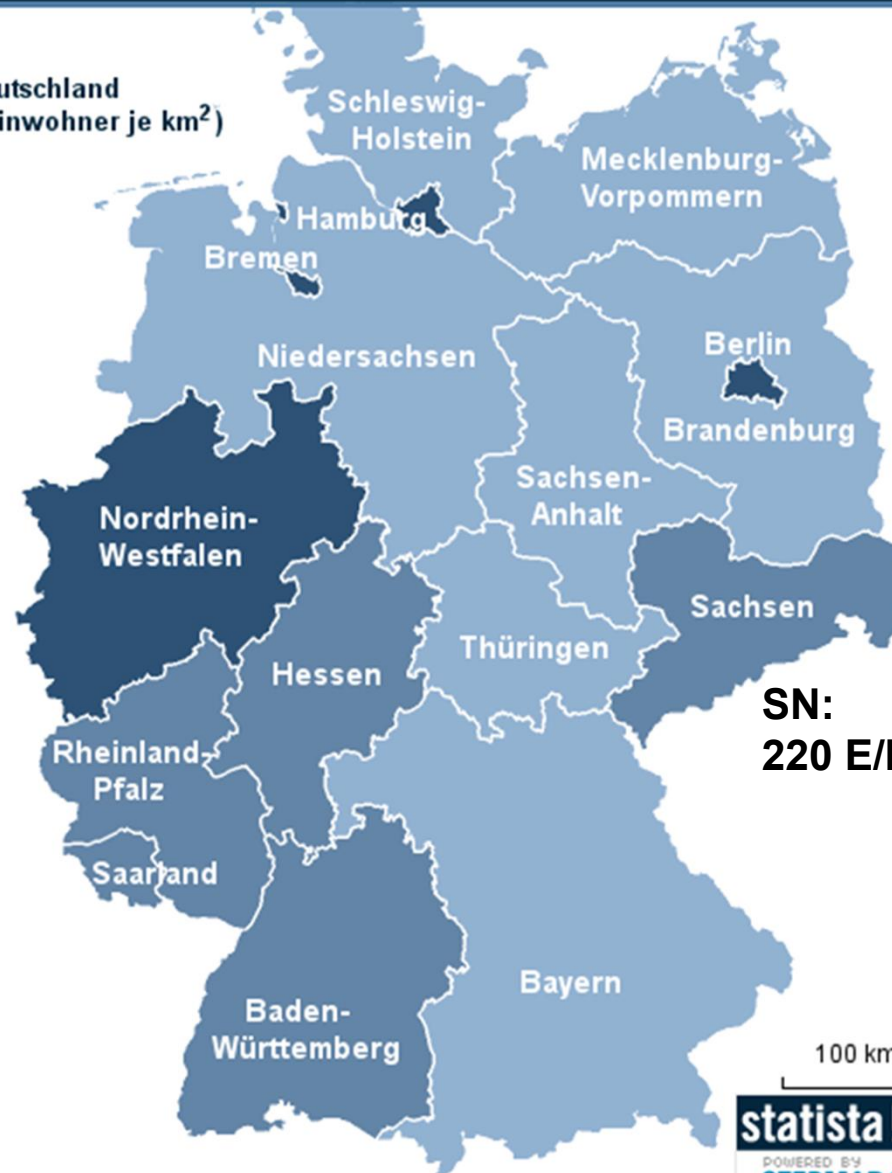 utschland
inwohner je km²)
Schleswig-
Holstein
Mecklenburg-
Vorpommern
Hamburg
Bremen
Niedersachsen
Berlin
Brandenburg
Sachsen-
Anhalt
Nordrhein-
Westfalen
Sachsen
Thüringen
Hessen
SN:
220 E/
Rheinland-
Pfalz
Saarland
Bayern
Baden-
Württemberg
100 km
statista
POWERED BY